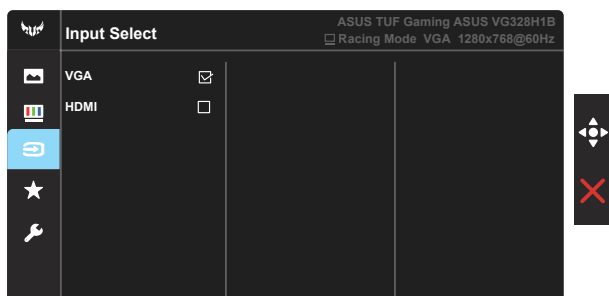 ASUS TUF Gaming ASUS VG328H1B
Input Select
Racing Mode VGA 1280x768@60Hz
VGA
HDMI